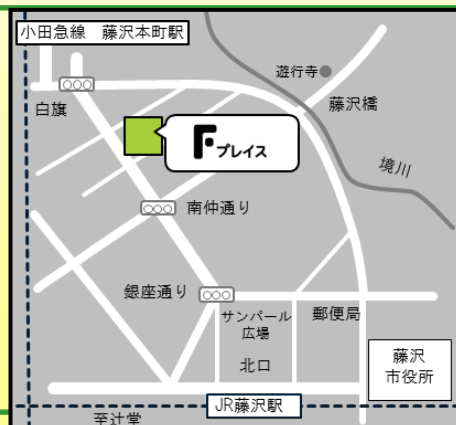 小田急線　藤沢本町駅
遊行寺
白旗
藤沢橋
Fプレイス
境川
南仲通り
銀座通り
サンパール
広場
郵便局
北口
藤沢
市役所
JR藤沢駅
至辻堂